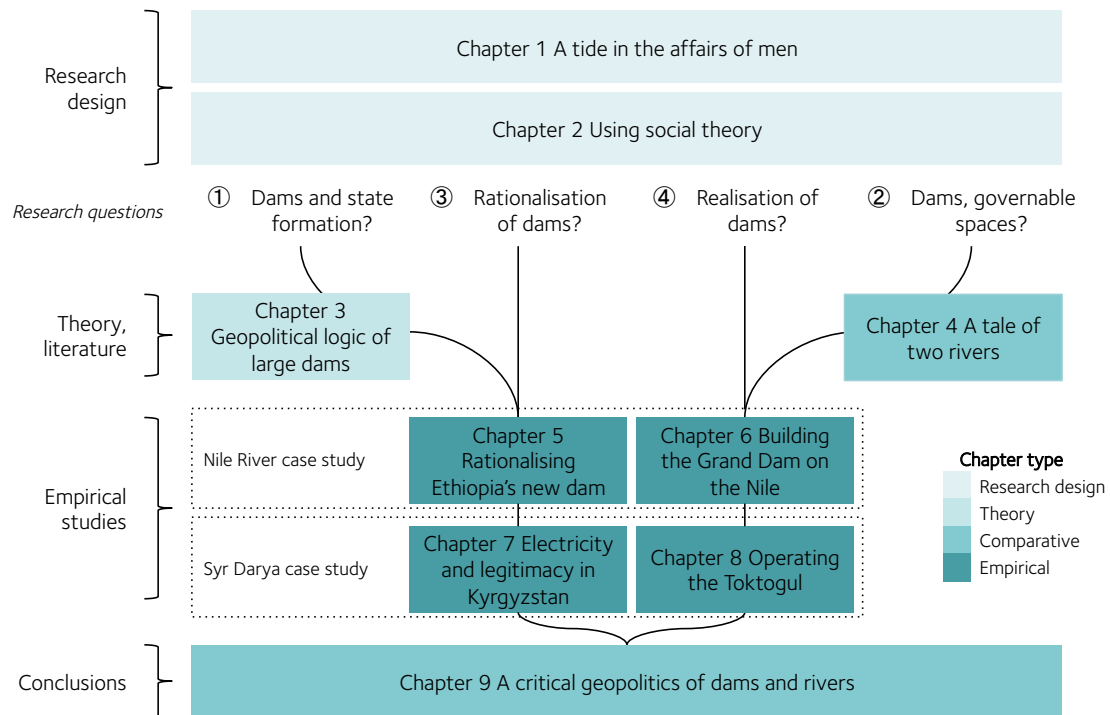 Research
design
Chapter 1 A tide in the affairs of men
Chapter 2 Using social theory
Research questions
① Dams and state
formation?
③ Rationalisation
of dams?
④ Realisation of
dams?
② Dams, governable
spaces?
Theory,
literature
Chapter 3
Geopolitical logic of
large dams
Chapter 4 A tale of
two rivers
Empirical
studies
Nile River case study
Chapter 5
Rationalising
Ethiopia's new dam
Chapter 6 Building
the Grand Dam on
the Nile
Syr Darya case study
Chapter 7 Electricity
and legitimacy in
Kyrgyzstan
Chapter 8 Operating
the Toktogul
Chapter type
Research design
Theory
Comparative
Empirical
Conclusions
Chapter 9 A critical geopolitics of dams and rivers